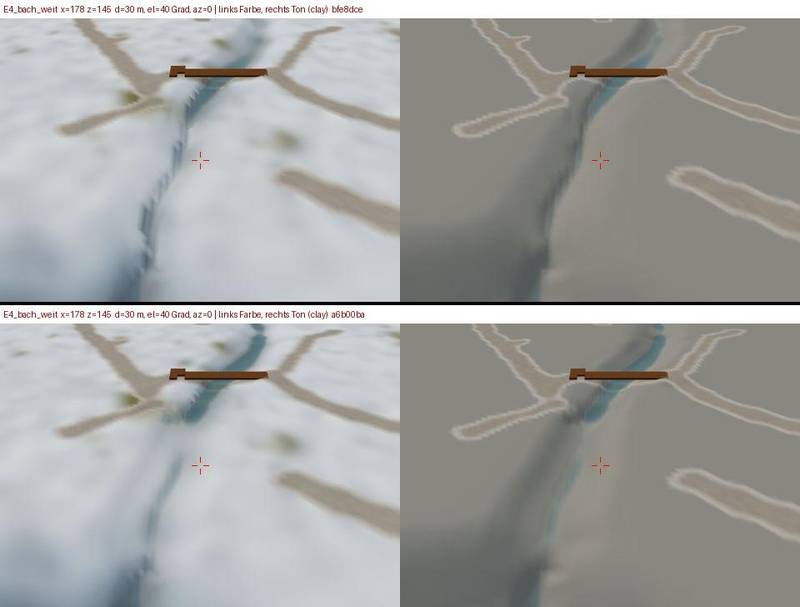 E4_bach_weit x=178 z=145 d=30 m, el=40 Grad, az=0 | links Farbe, rechts Ton (clay) bfe8dce
E4_bach_weit x=178 z=145 d=30 m, el=40 Grad, az=0 | links Farbe, rechts Ton (clay) a6b00ba